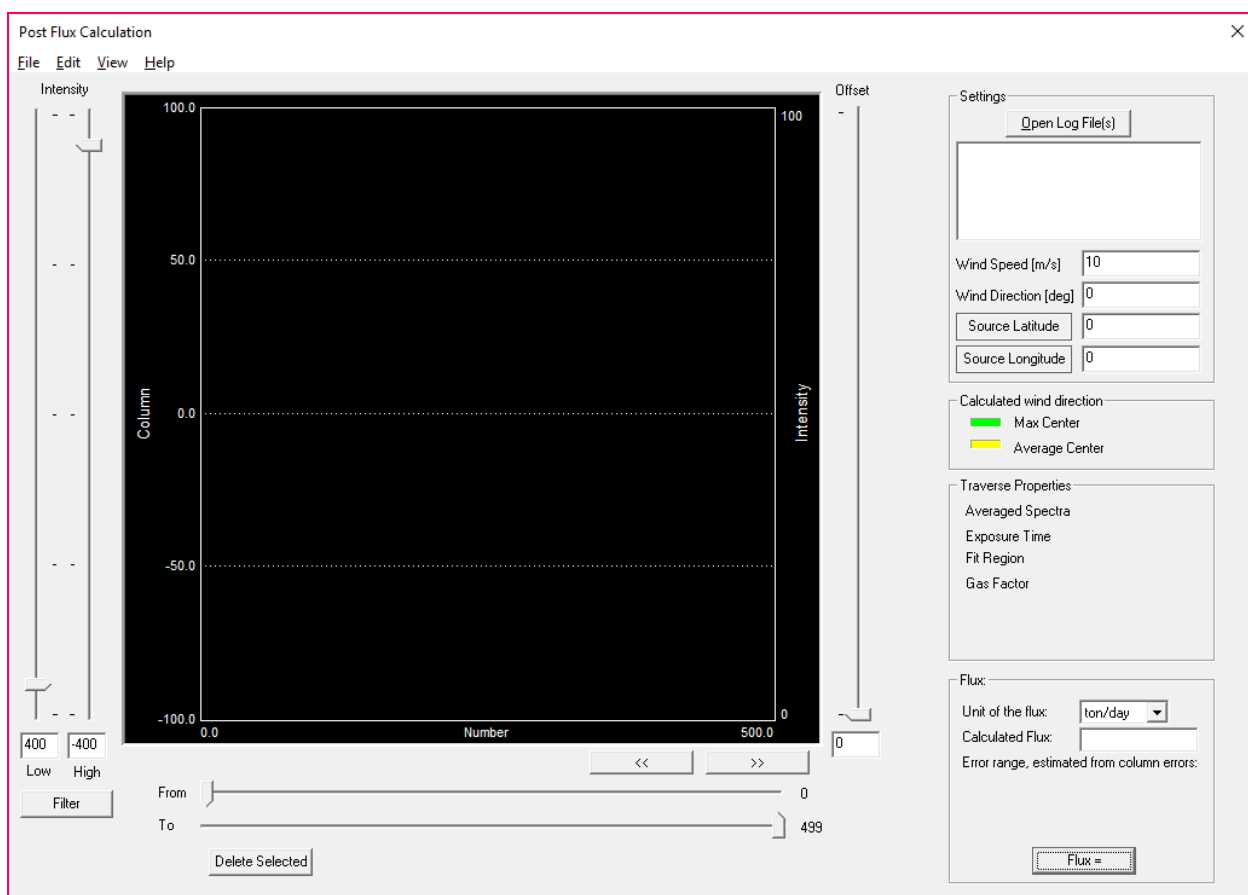 Post Flux Calculation
File Edit View Help
Intensity
Offset
100.0
50.0
0.0
-50.0
-100.0
Column
100
0
Intensity
0.0 Number 500.0
400 -400
Low High
Filter
0
<< >>
From 0
To 499
Delete Selected
Settings
Open Log File(s)
Wind Speed [m/s] 10
Wind Direction [deg] 0
Source Latitude 0
Source Longitude 0
Calculated wind direction
Max Center
Average Center
Traverse Properties
Averaged Spectra
Exposure Time
Fit Region
Gas Factor
Flux:
Unit of the flux: ton/day
Calculated Flux:
Error range, estimated from column errors:
Flux =